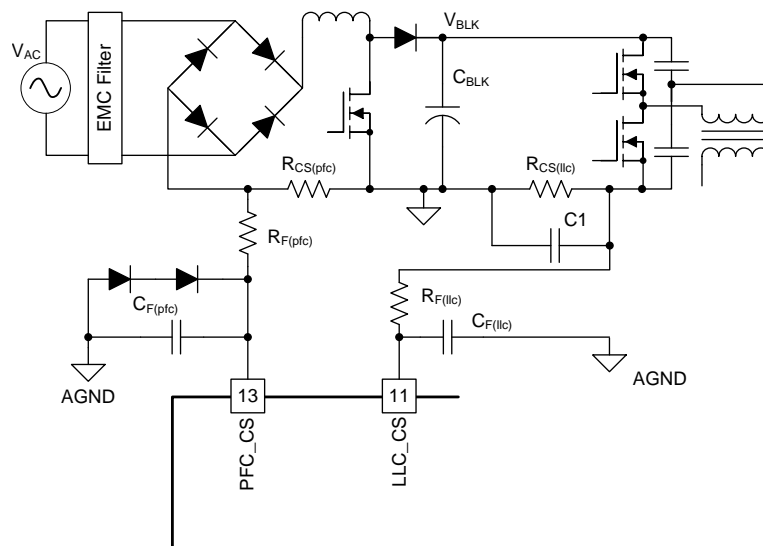 V_AC
EMC Filter
V_BLK
C_BLK
R_CS(pfc)
R_CS(llc)
C1
R_F(pfc)
C_F(pfc)
R_F(llc)
C_F(llc)
AGND
AGND
13
11
PFC_CS
LLC_CS